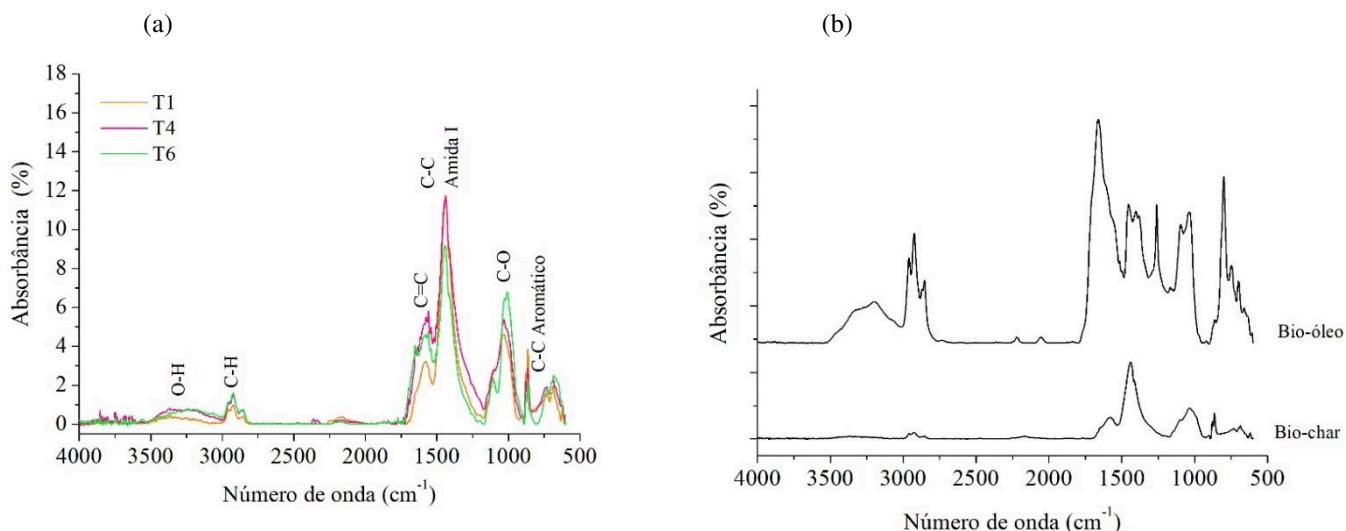 (a)
18
16
14
12
10
8
6
4
2
0
Absorbância (%)
T1
T4
T6
O-H
C-H
C=C
C-C
Amida I
C-O
C-C Aromático
4000 3500 3000 2500 2000 1500 1000 500
Número de onda (cm⁻¹)
(b)
Absorbância (%)
Bio-óleo
Bio-char
4000 3500 3000 2500 2000 1500 1000 500
Número de onda (cm⁻¹)